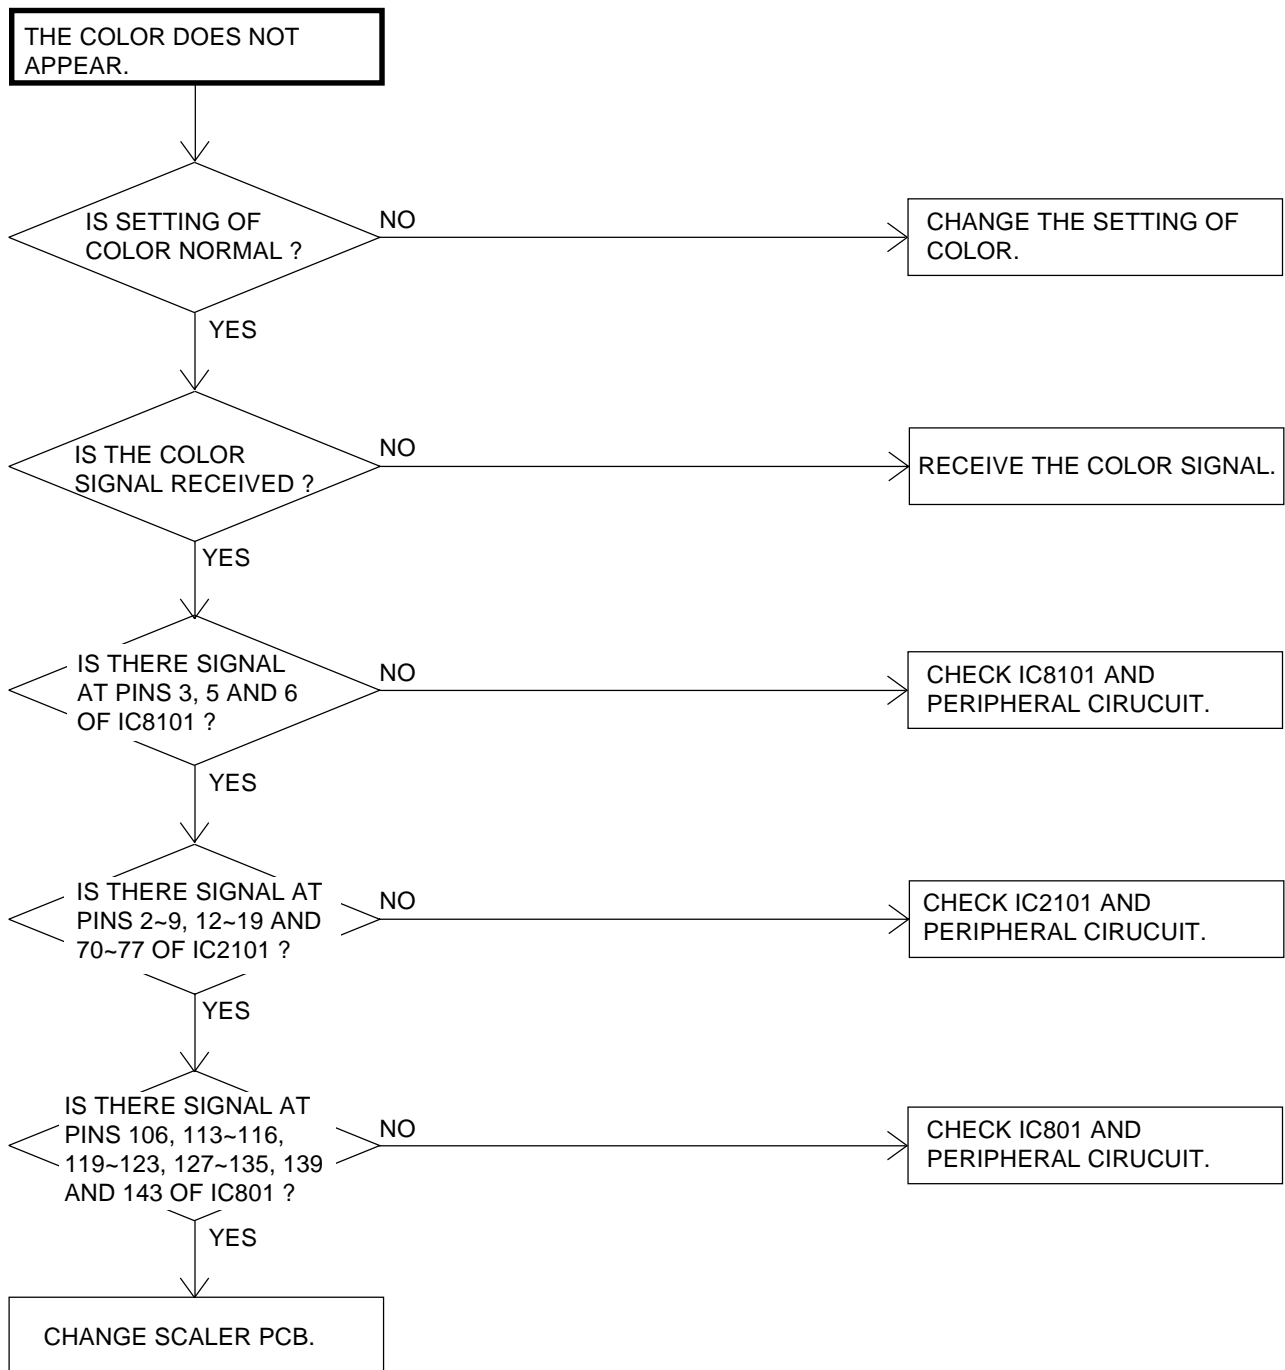 THE COLOR DOES NOT
APPEAR.
IS SETTING OF
COLOR NORMAL ?
NO
CHANGE THE SETTING OF
COLOR.
YES
IS THE COLOR
SIGNAL RECEIVED ?
NO
RECEIVE THE COLOR SIGNAL.
YES
IS THERE SIGNAL
AT PINS 3, 5 AND 6
OF IC8101 ?
NO
CHECK IC8101 AND
PERIPHERAL CIRUCUIT.
YES
IS THERE SIGNAL AT
PINS 2~9, 12~19 AND
70~77 OF IC2101 ?
NO
CHECK IC2101 AND
PERIPHERAL CIRUCUIT.
YES
IS THERE SIGNAL AT
PINS 106, 113~116,
119~123, 127~135, 139
AND 143 OF IC801 ?
NO
CHECK IC801 AND
PERIPHERAL CIRUCUIT.
YES
CHANGE SCALER PCB.